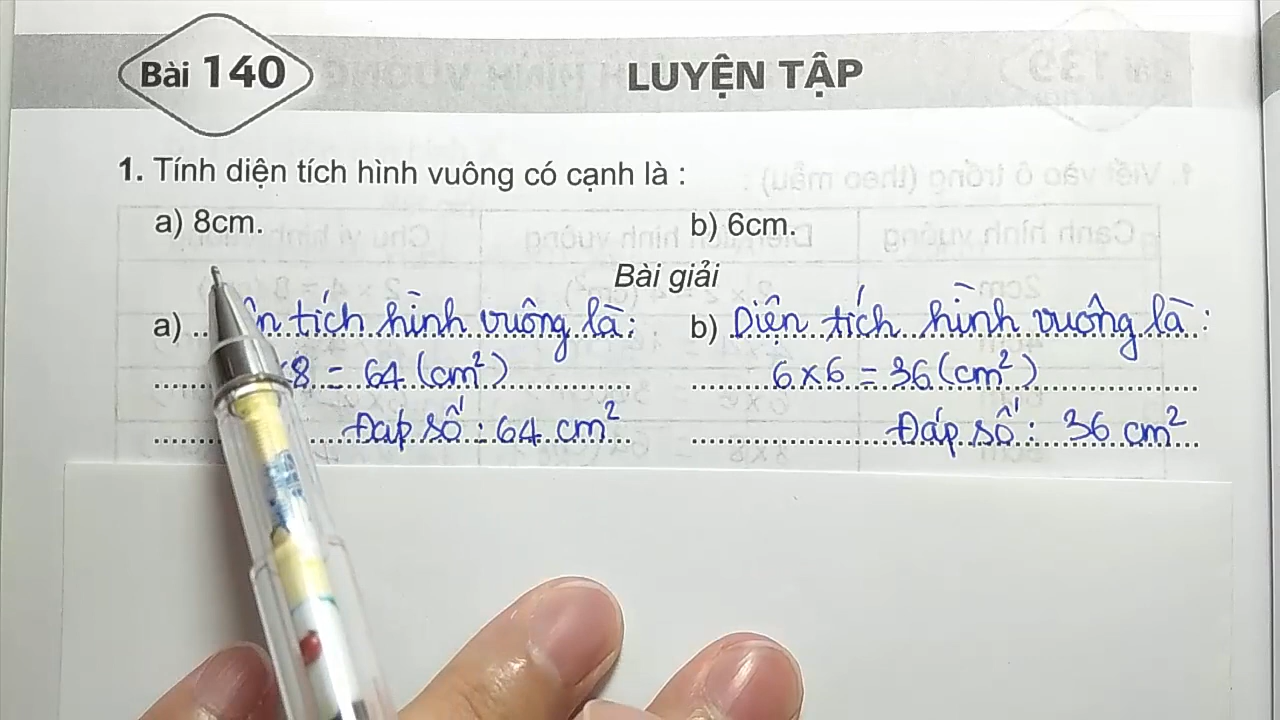 Bài 140
LUYỆN TẬP
1. Tính diện tích hình vuông có cạnh là :
a) 8cm.
b) 6cm.
Bài giải
a) tích hình vuông là:
8 = 64 (cm²)
Đáp số : 64 cm²
b) Diện tích hình vuông là :
6 x 6 = 36 (cm²)
Đáp số : 36 cm²